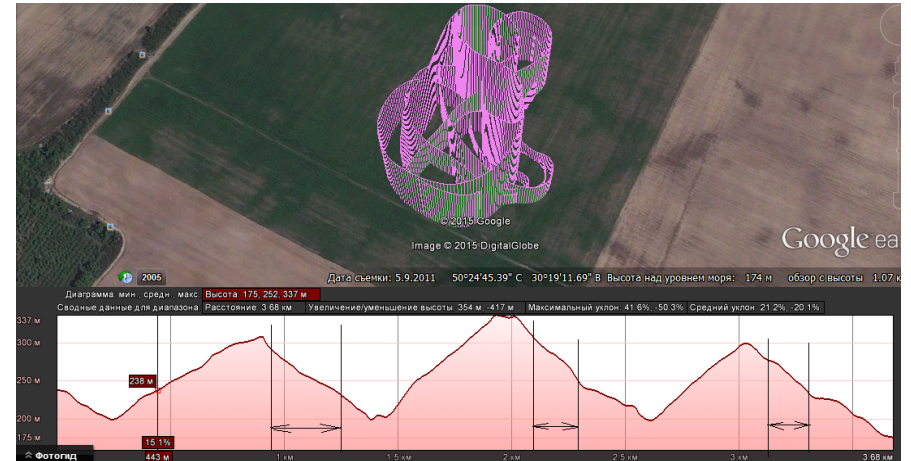 © 2015 Google
Image © 2015 DigitalGlobe
Google ea
2005
Дата съемки: 5.9.2011 50°24'45.39" С 30°19'11.69" В Высота над уровнем моря: 174 м обзор с высоты 1.07 к
Диаграмма: мин., средн., макс. Высота: 175, 252, 337 м
Сводные данные для диапазона: Расстояние: 3.68 км Увеличение/уменьшение высоты: 354 м, -417 м Максимальный уклон: 41.6%, -50.3% Средний уклон: 21.2%, -20.1%
337 м
300 м
250 м
200 м
175 м
238 м
15.1%
443 м
1 км
1.5 км
2 км
2.5 км
3 км
3.68 км
Фотогид